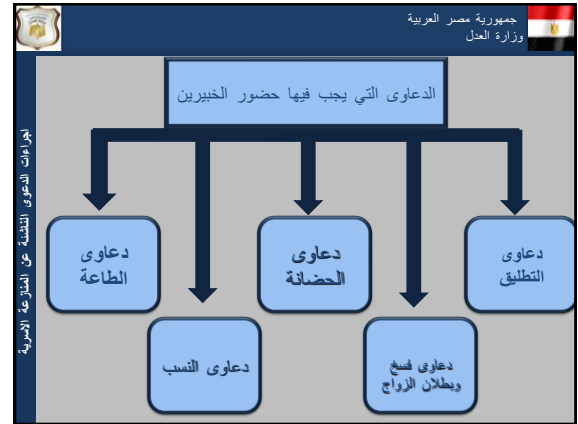 جمهورية مصر العربية
وزارة العدل
اجراءات الدعوى الناشئة عن المنازعة الاسرية
الدعاوى التي يجب فيها حضور الخبيرين
دعاوى
التطليق
دعاوى
الحضانة
دعاوى
الطاعة
دعاوى فسخ
وبطلان الزواج
دعاوى النسب